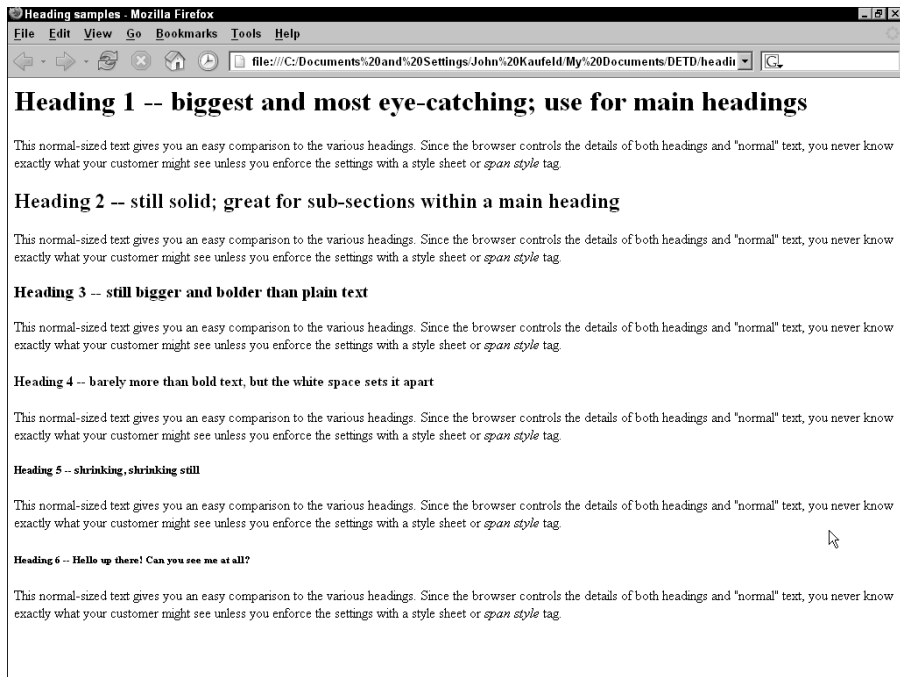 Heading samples - Mozilla Firefox
File Edit View Go Bookmarks Tools Help
file:///C:/Documents%20and%20Settings/John%20Kaufeld/My%20Documents/DETD/headin
G
Heading 1 -- biggest and most eye-catching; use for main headings
This normal-sized text gives you an easy comparison to the various headings. Since the browser controls the details of both headings and "normal" text, you never know
exactly what your customer might see unless you enforce the settings with a style sheet or span style tag.
Heading 2 -- still solid; great for sub-sections within a main heading
This normal-sized text gives you an easy comparison to the various headings. Since the browser controls the details of both headings and "normal" text, you never know
exactly what your customer might see unless you enforce the settings with a style sheet or span style tag.
Heading 3 -- still bigger and bolder than plain text
This normal-sized text gives you an easy comparison to the various headings. Since the browser controls the details of both headings and "normal" text, you never know
exactly what your customer might see unless you enforce the settings with a style sheet or span style tag.
Heading 4 -- barely more than bold text, but the white space sets it apart
This normal-sized text gives you an easy comparison to the various headings. Since the browser controls the details of both headings and "normal" text, you never know
exactly what your customer might see unless you enforce the settings with a style sheet or span style tag.
Heading 5 -- shrinking, shrinking still
This normal-sized text gives you an easy comparison to the various headings. Since the browser controls the details of both headings and "normal" text, you never know
exactly what your customer might see unless you enforce the settings with a style sheet or span style tag.
Heading 6 -- Hello up there! Can you see me at all?
This normal-sized text gives you an easy comparison to the various headings. Since the browser controls the details of both headings and "normal" text, you never know
exactly what your customer might see unless you enforce the settings with a style sheet or span style tag.